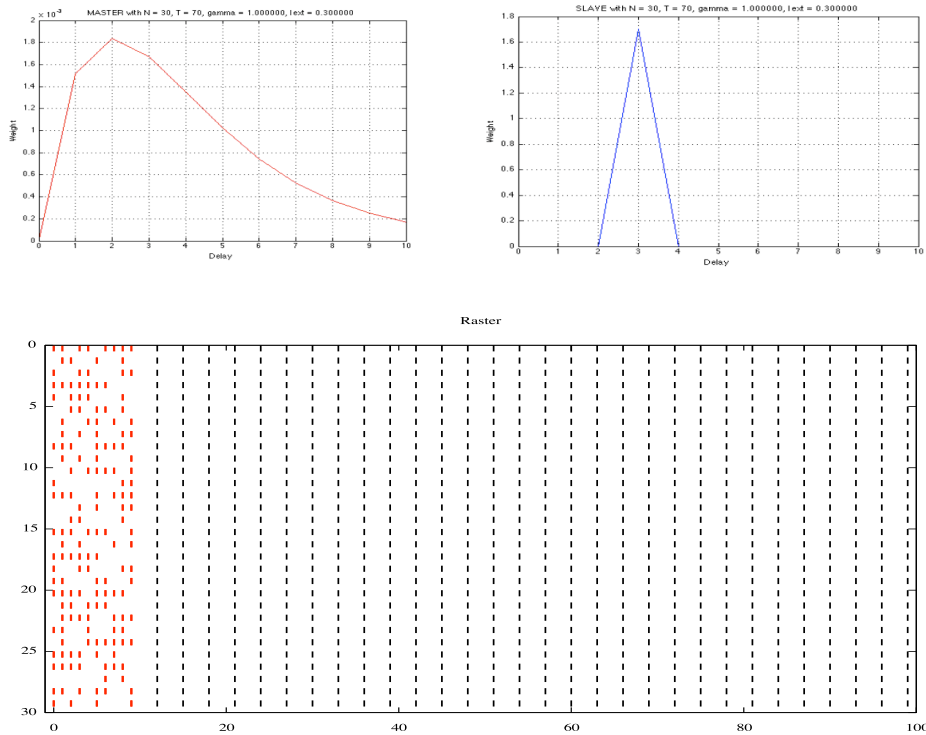 MASTER with N = 30, T = 70, gamma = 1.000000, Iext = 0.300000
2 x 10^-3
1.8
1.6
1.4
1.2
1
0.8
0.6
0.4
0.2
0
Weight
0 1 2 3 4 5 6 7 8 9 10
Delay
SLAVE with N = 30, T = 70, gamma = 1.000000, Iext = 0.300000
1.8
1.6
1.4
1.2
1
0.8
0.6
0.4
0.2
0
Weight
0 1 2 3 4 5 6 7 8 9 10
Delay
Raster
0
5
10
15
20
25
30
0 20 40 60 80 100